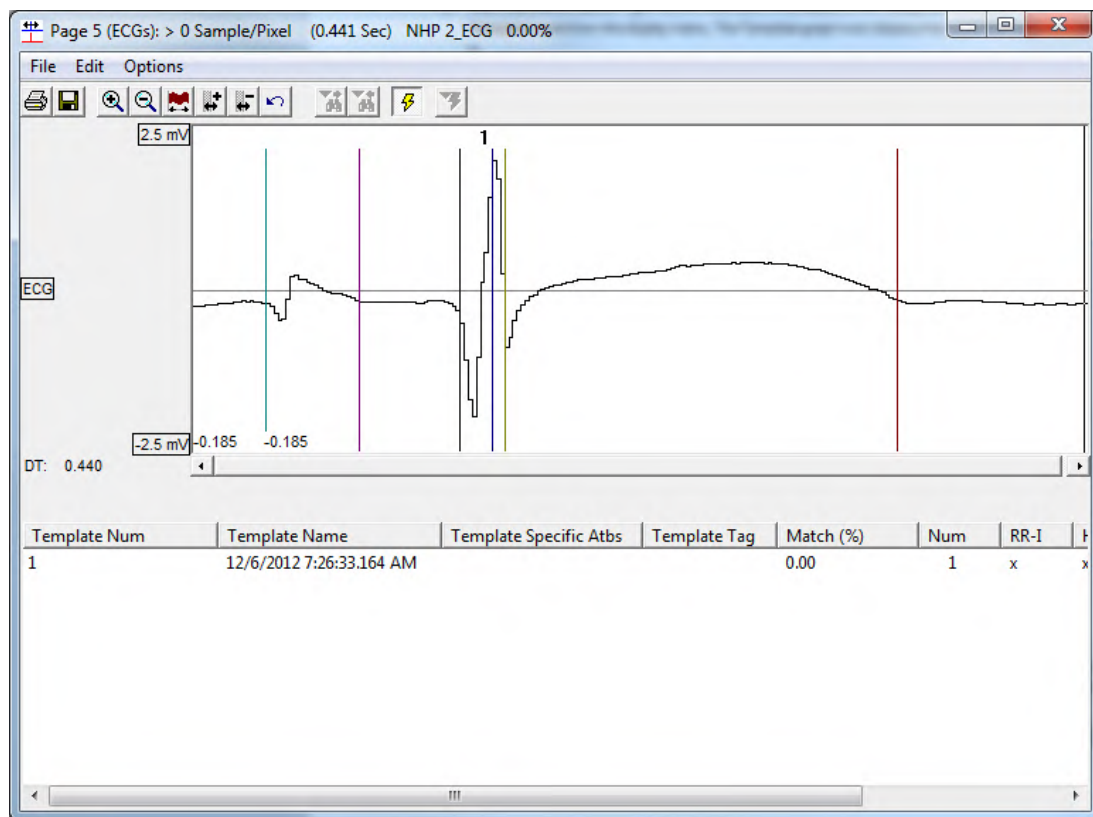 Page 5 (ECGs): > 0 Sample/Pixel (0.441 Sec) NHP 2_ECG 0.00%
File Edit Options
2.5 mV
1
ECG
-2.5 mV -0.185 -0.185
DT: 0.440
Template Num Template Name Template Specific Atbs Template Tag Match (%) Num RR-I
1 12/6/2012 7:26:33.164 AM 0.00 1 x x